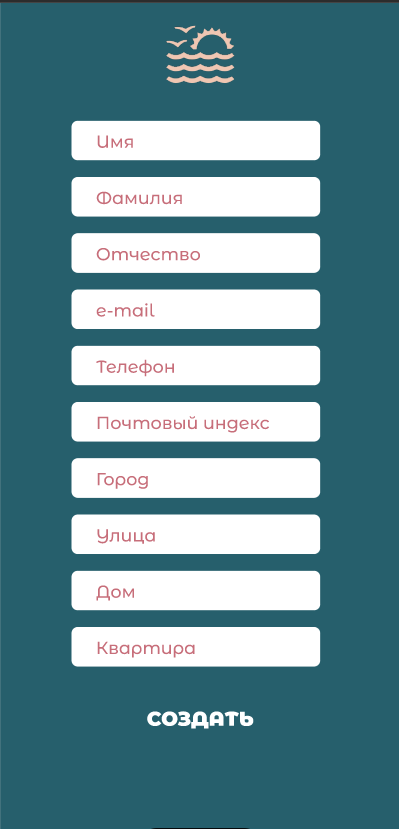 Имя
Фамилия
Отчество
e-mail
Телефон
Почтовый индекс
Город
Улица
Дом
Квартира
СОЗДАТЬ